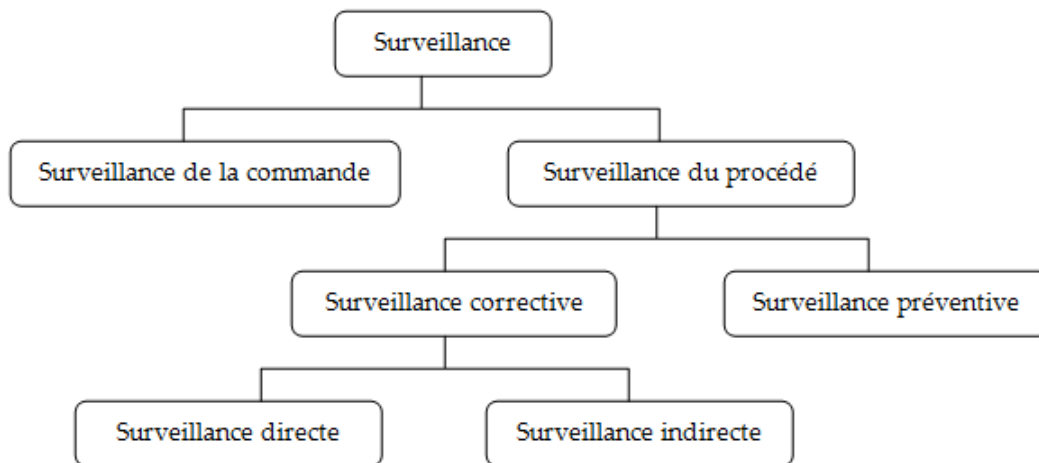 Surveillance
Surveillance de la commande
Surveillance du procédé
Surveillance corrective
Surveillance préventive
Surveillance directe
Surveillance indirecte